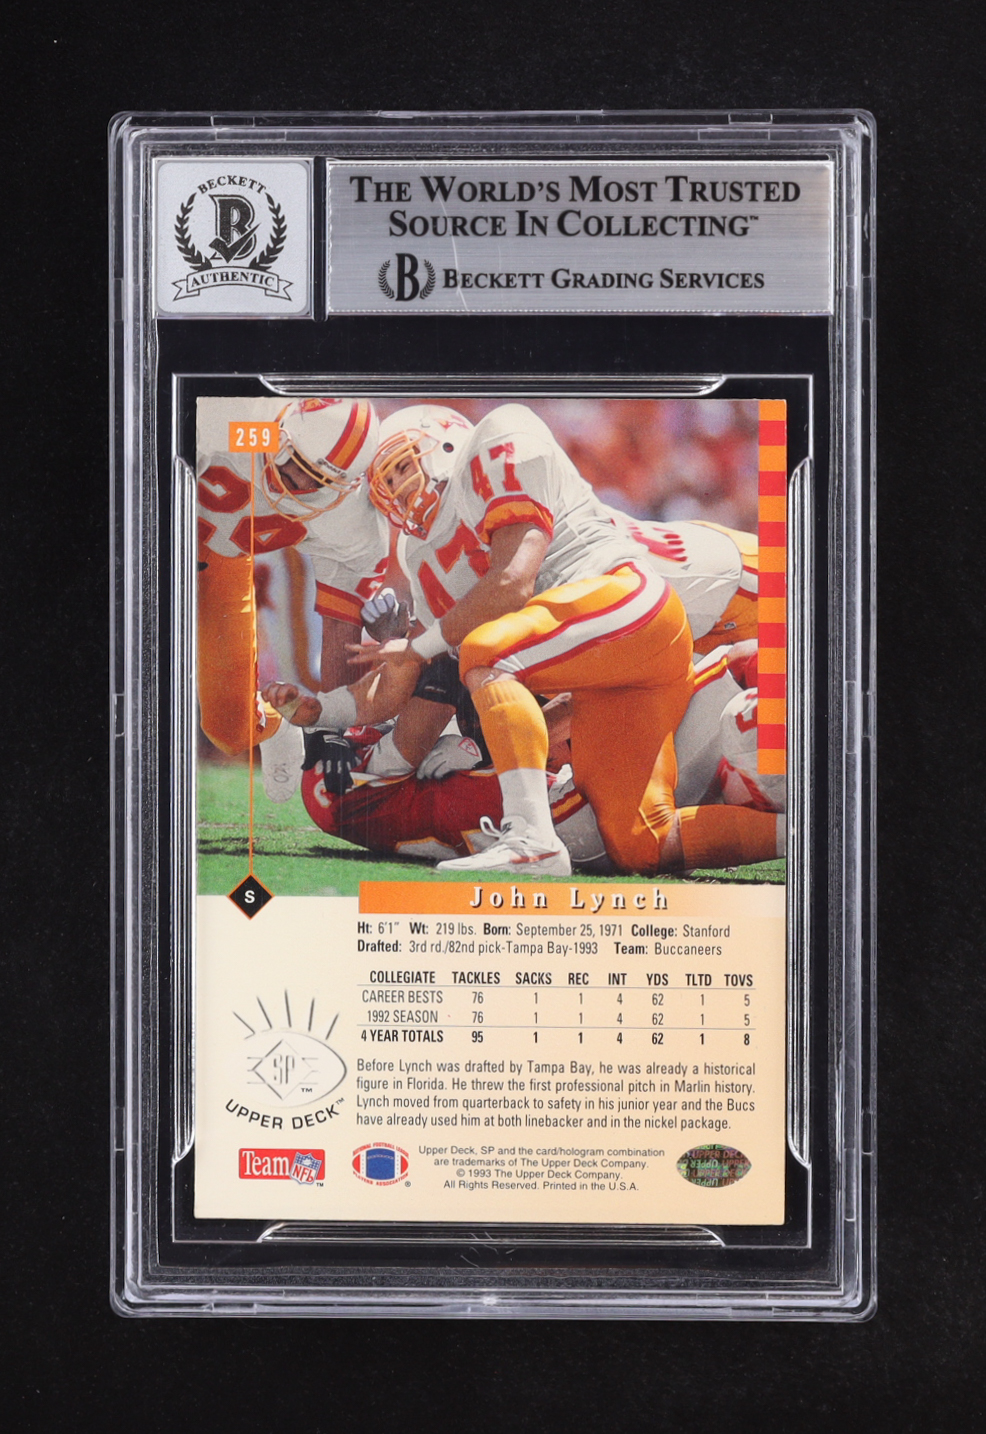 BECKETT
B
AUTHENTIC
THE WORLD'S MOST TRUSTED
SOURCE IN COLLECTING™
B BECKETT GRADING SERVICES
259
47
47
S
John Lynch
Ht: 6'1" Wt: 219 lbs. Born: September 25, 1971 College: Stanford
Drafted: 3rd rd./82nd pick-Tampa Bay-1993 Team: Buccaneers
COLLEGIATE TACKLES SACKS REC INT YDS TLTD TOVS
CAREER BESTS 76 1 1 4 62 1 5
1992 SEASON 76 1 1 4 62 1 5
4 YEAR TOTALS 95 1 1 4 62 1 8
Before Lynch was drafted by Tampa Bay, he was already a historical
figure in Florida. He threw the first professional pitch in Marlin history.
Lynch moved from quarterback to safety in his junior year and the Bucs
have already used him at both linebacker and in the nickel package.
SP™
UPPER DECK™
Team NFL™
Upper Deck, SP and the card/hologram combination
are trademarks of The Upper Deck Company.
© 1993 The Upper Deck Company.
All Rights Reserved. Printed in the U.S.A.